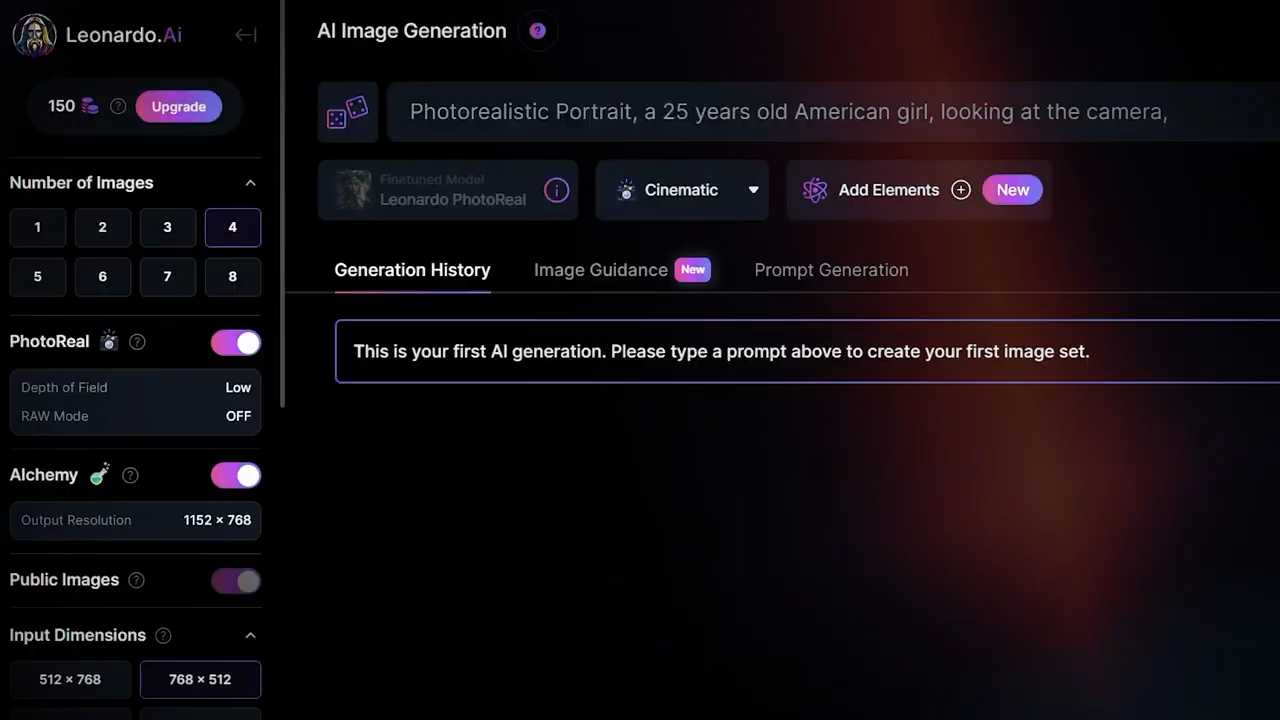 Leonardo.Ai
150 Upgrade
Number of Images
1 2 3 4
5 6 7 8
PhotoReal
Depth of Field Low
RAW Mode OFF
Alchemy
Output Resolution 1152 × 768
Public Images
Input Dimensions
512 × 768 768 × 512
AI Image Generation ?
Photorealistic Portrait, a 25 years old American girl, looking at the camera,
Finetuned Model
Leonardo PhotoReal
Cinematic
Add Elements New
Generation History Image Guidance New Prompt Generation
This is your first AI generation. Please type a prompt above to create your first image set.